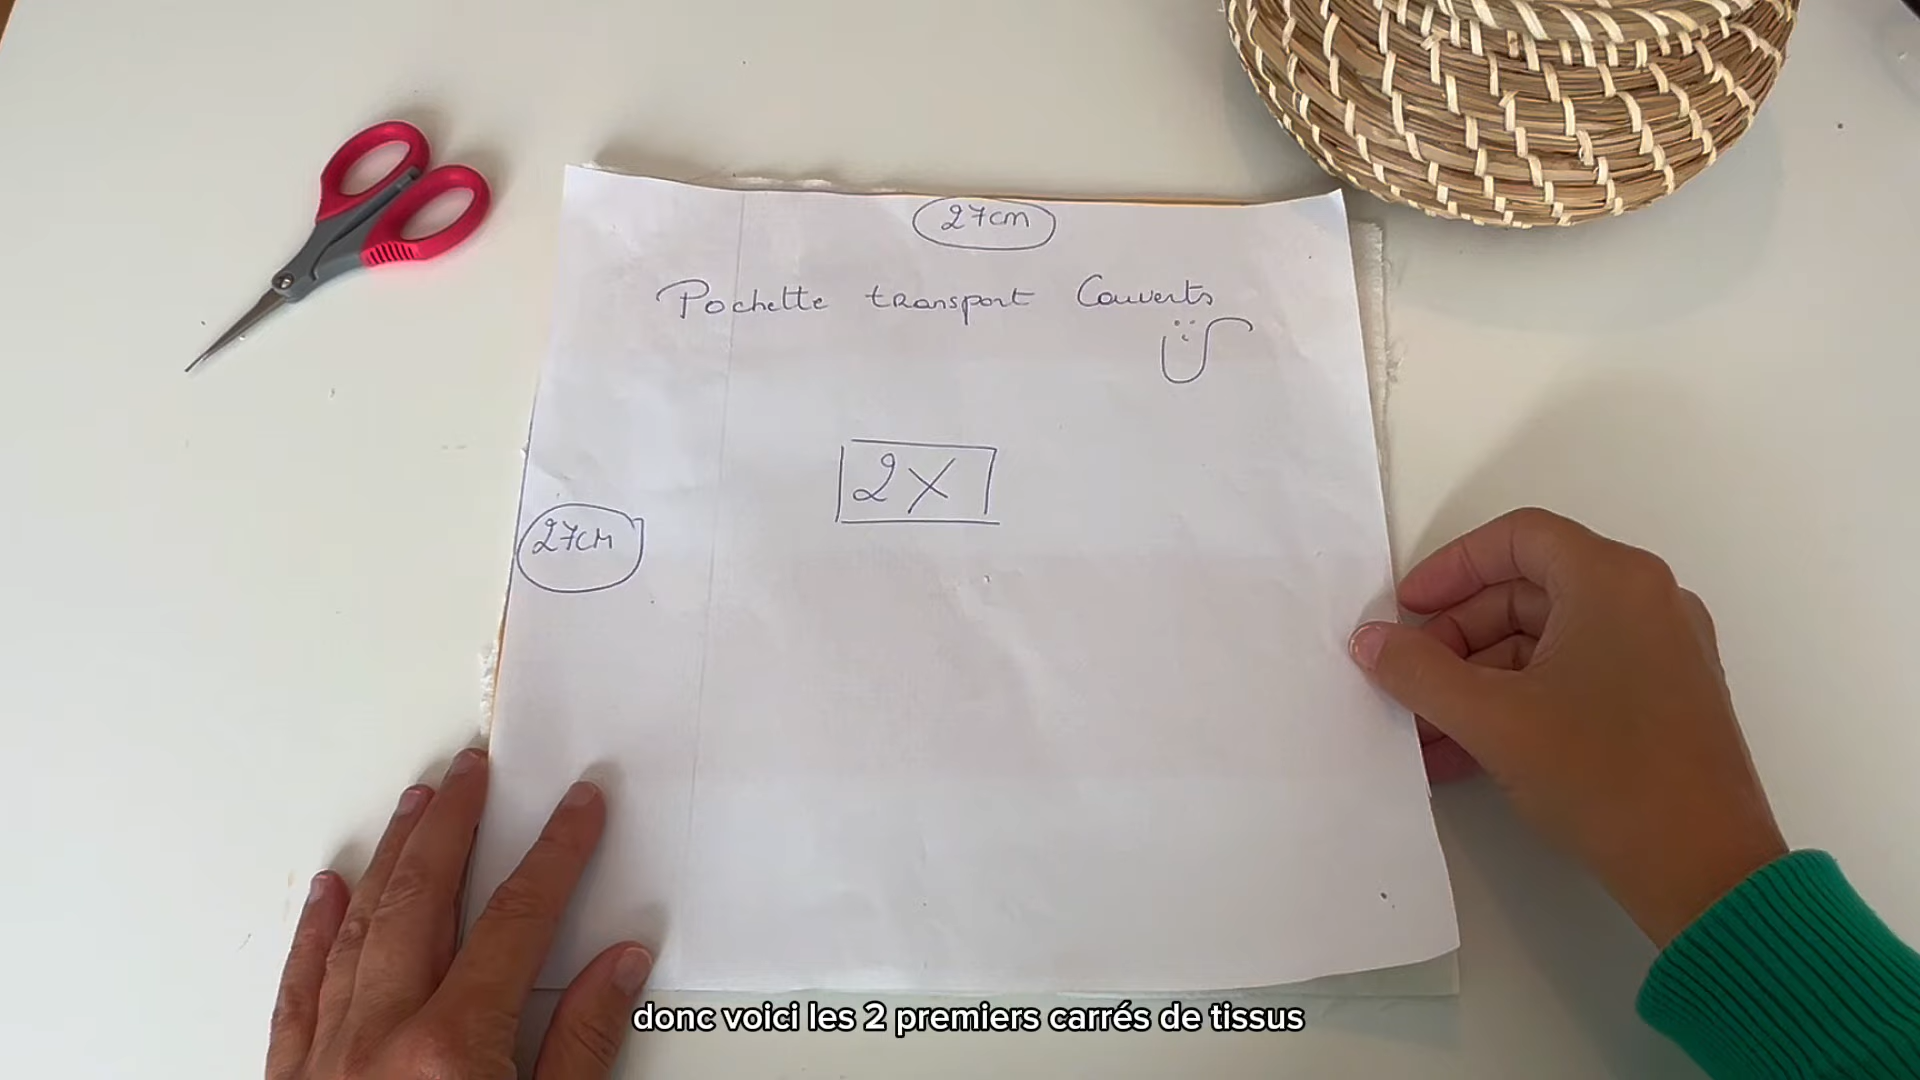 27cm
Pochette transport Couverts
2X
27cm
donc voici les 2 premiers carrés de tissus